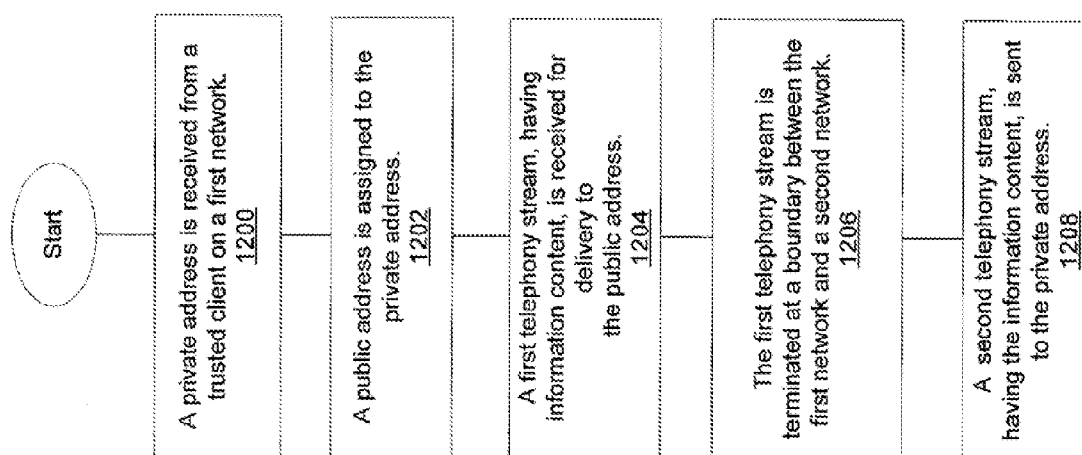 Start
A private address is received from a
trusted client on a first network.
1200
A public address is assigned to the
private address.
1202
A first telephony stream, having
information content, is received for
delivery to
the public address.
1204
The first telephony stream is
terminated at a boundary between the
first network and a second network.
1206
A second telephony stream,
having the information content, is sent
to the private address.
1208